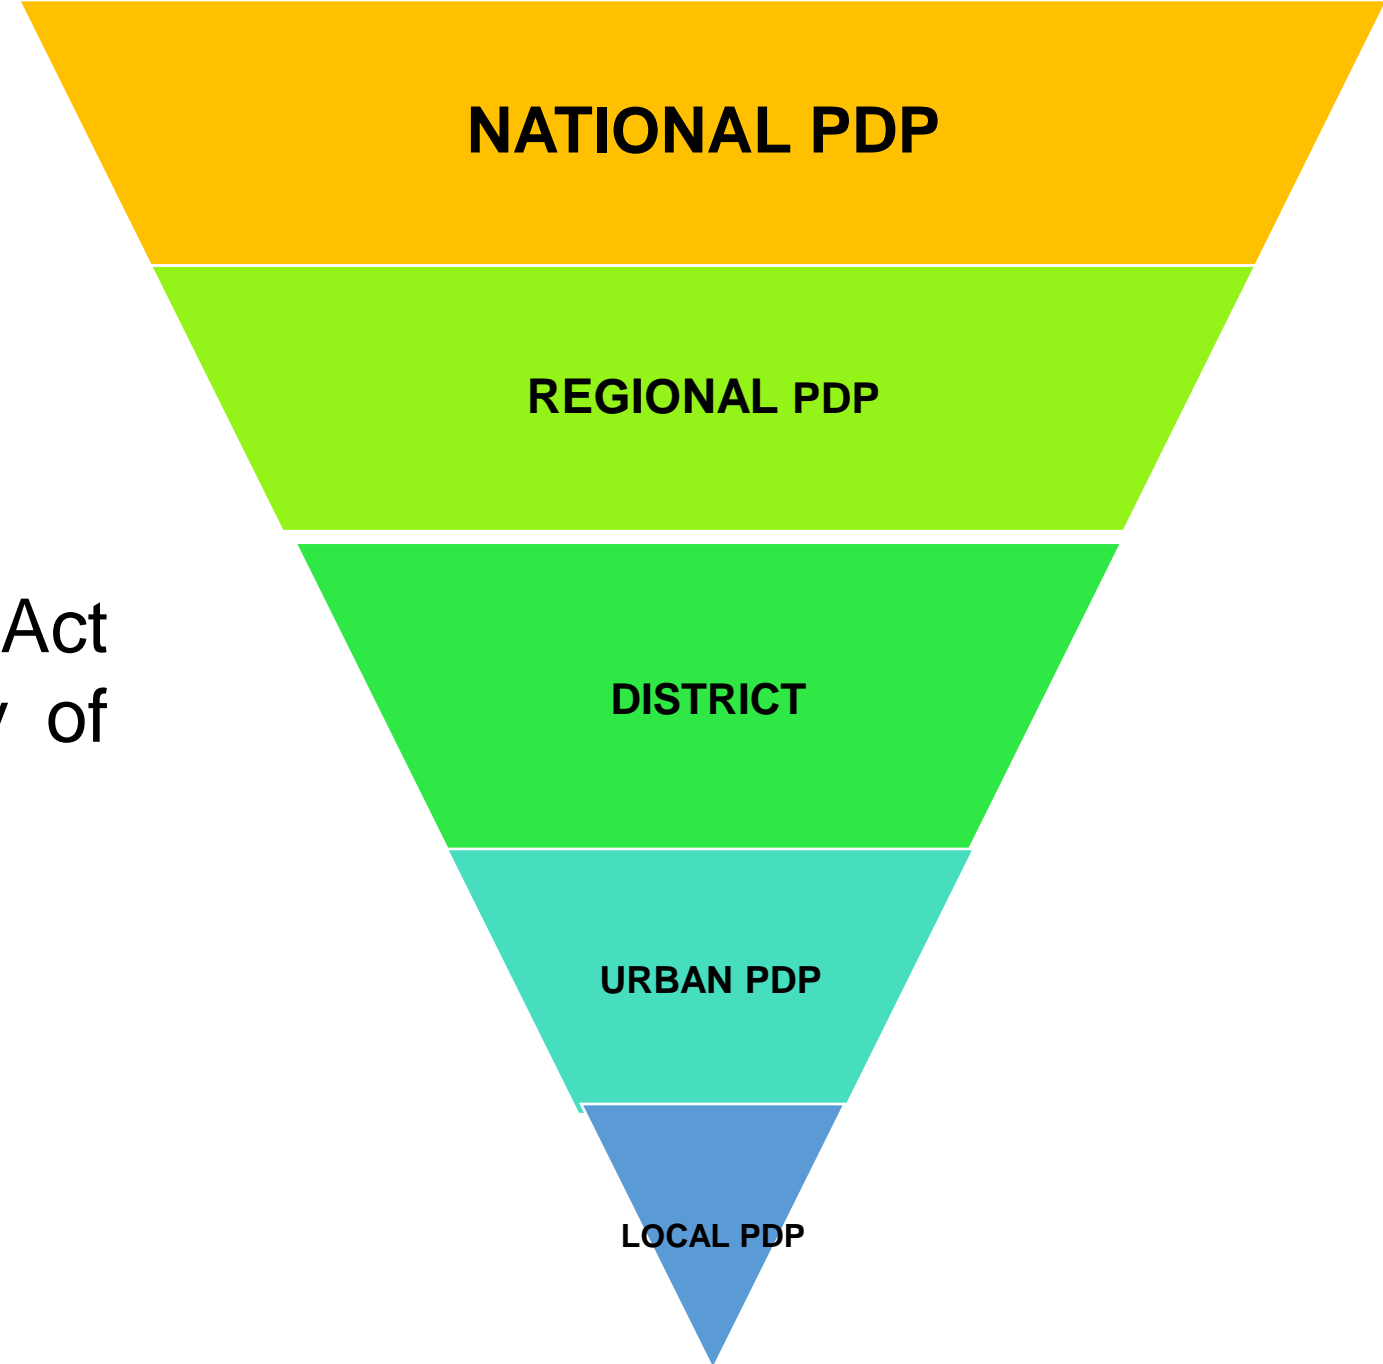 NATIONAL PDP
REGIONAL PDP
Act
of
DISTRICT
URBAN PDP
LOCAL PDP